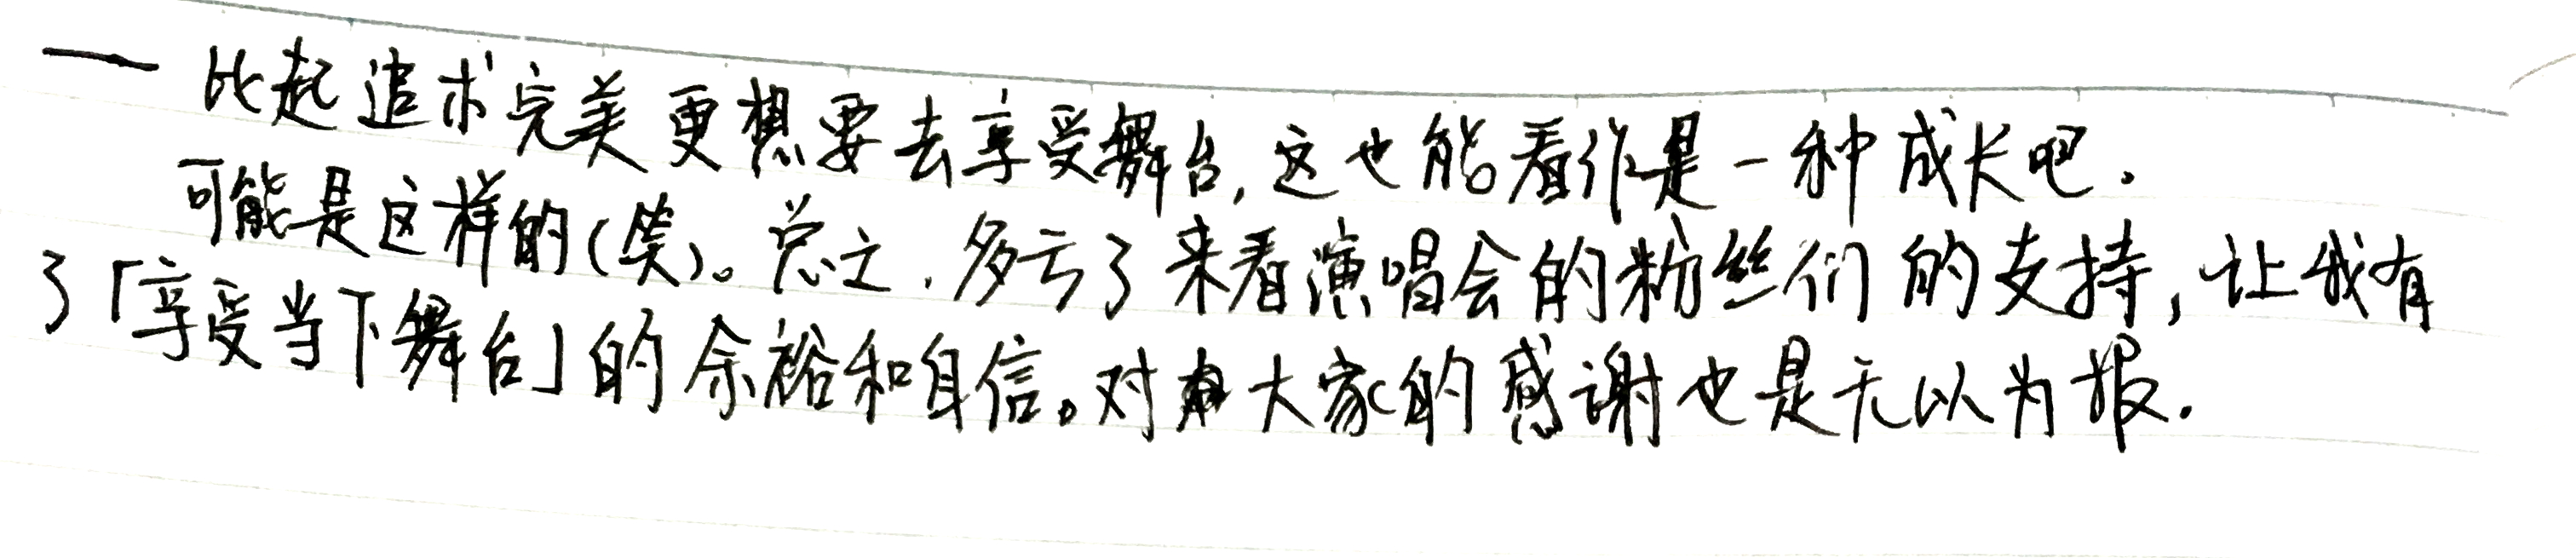 —— 比起追求完美更想要去享受舞台,这也能看作是一种成长吧.
可能是这样的(笑)。总之,多亏了来看演唱会的粉丝们的支持,让我有
了「享受当下舞台」的余裕和自信。对大家的感谢也是无以为报.